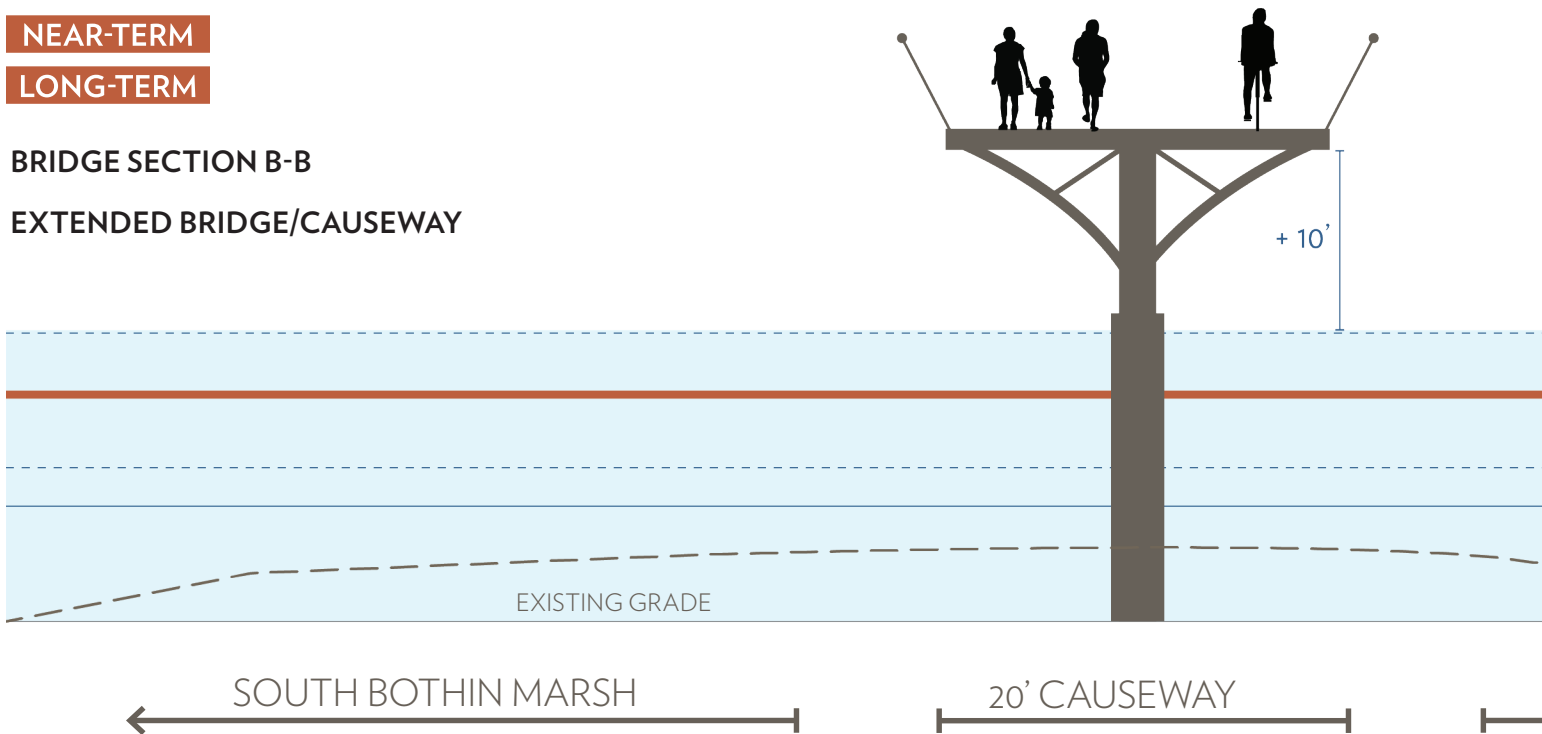 NEAR-TERM
LONG-TERM
BRIDGE SECTION B-B
EXTENDED BRIDGE/CAUSEWAY
+ 10’
EXISTING GRADE
SOUTH BOTHIN MARSH
20’ CAUSEWAY